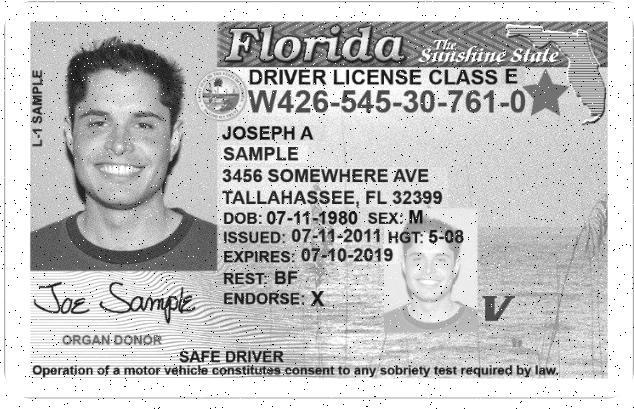 Florida The Sunshine State
DRIVER LICENSE CLASS E
W426-545-30-761-0
L-1 SAMPLE
JOSEPH A
SAMPLE
3456 SOMEWHERE AVE
TALLAHASSEE, FL 32399
DOB: 07-11-1980 SEX: M
ISSUED: 07-11-2011 HGT: 5-08
EXPIRES: 07-10-2019
REST: BF
ENDORSE: X
V
Joe Sample
ORGAN DONOR
SAFE DRIVER
Operation of a motor vehicle constitutes consent to any sobriety test required by law.